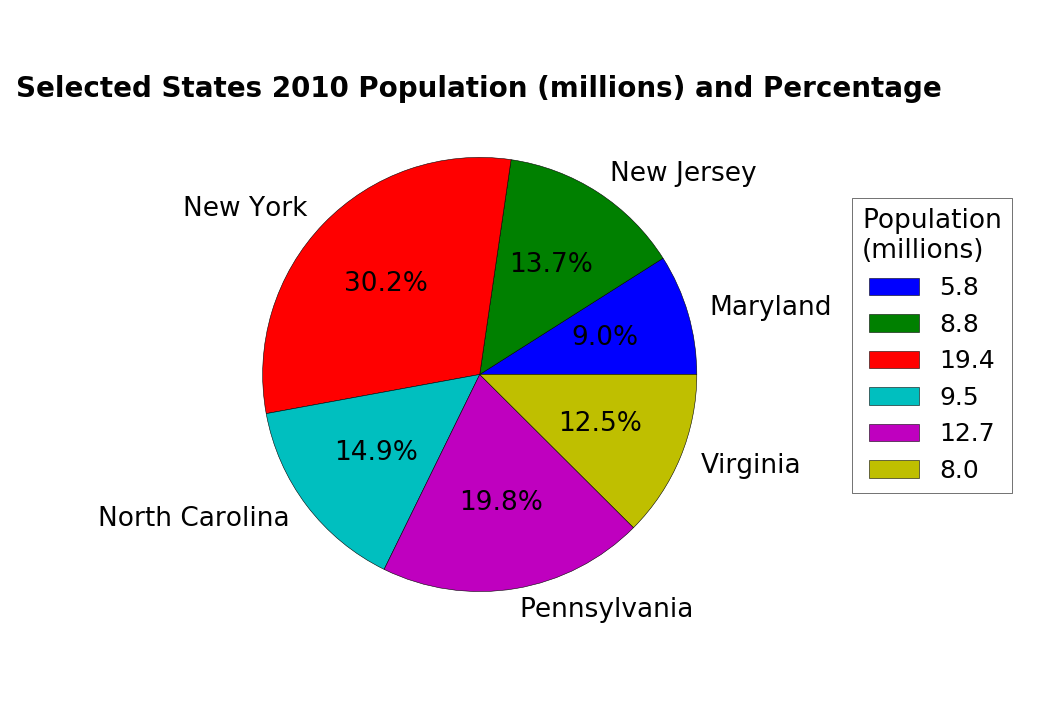 Selected States 2010 Population (millions) and Percentage
New Jersey
New York
13.7%
30.2%
Maryland
9.0%
12.5%
14.9%
Virginia
19.8%
North Carolina
Pennsylvania
Population
(millions)
5.8
8.8
19.4
9.5
12.7
8.0